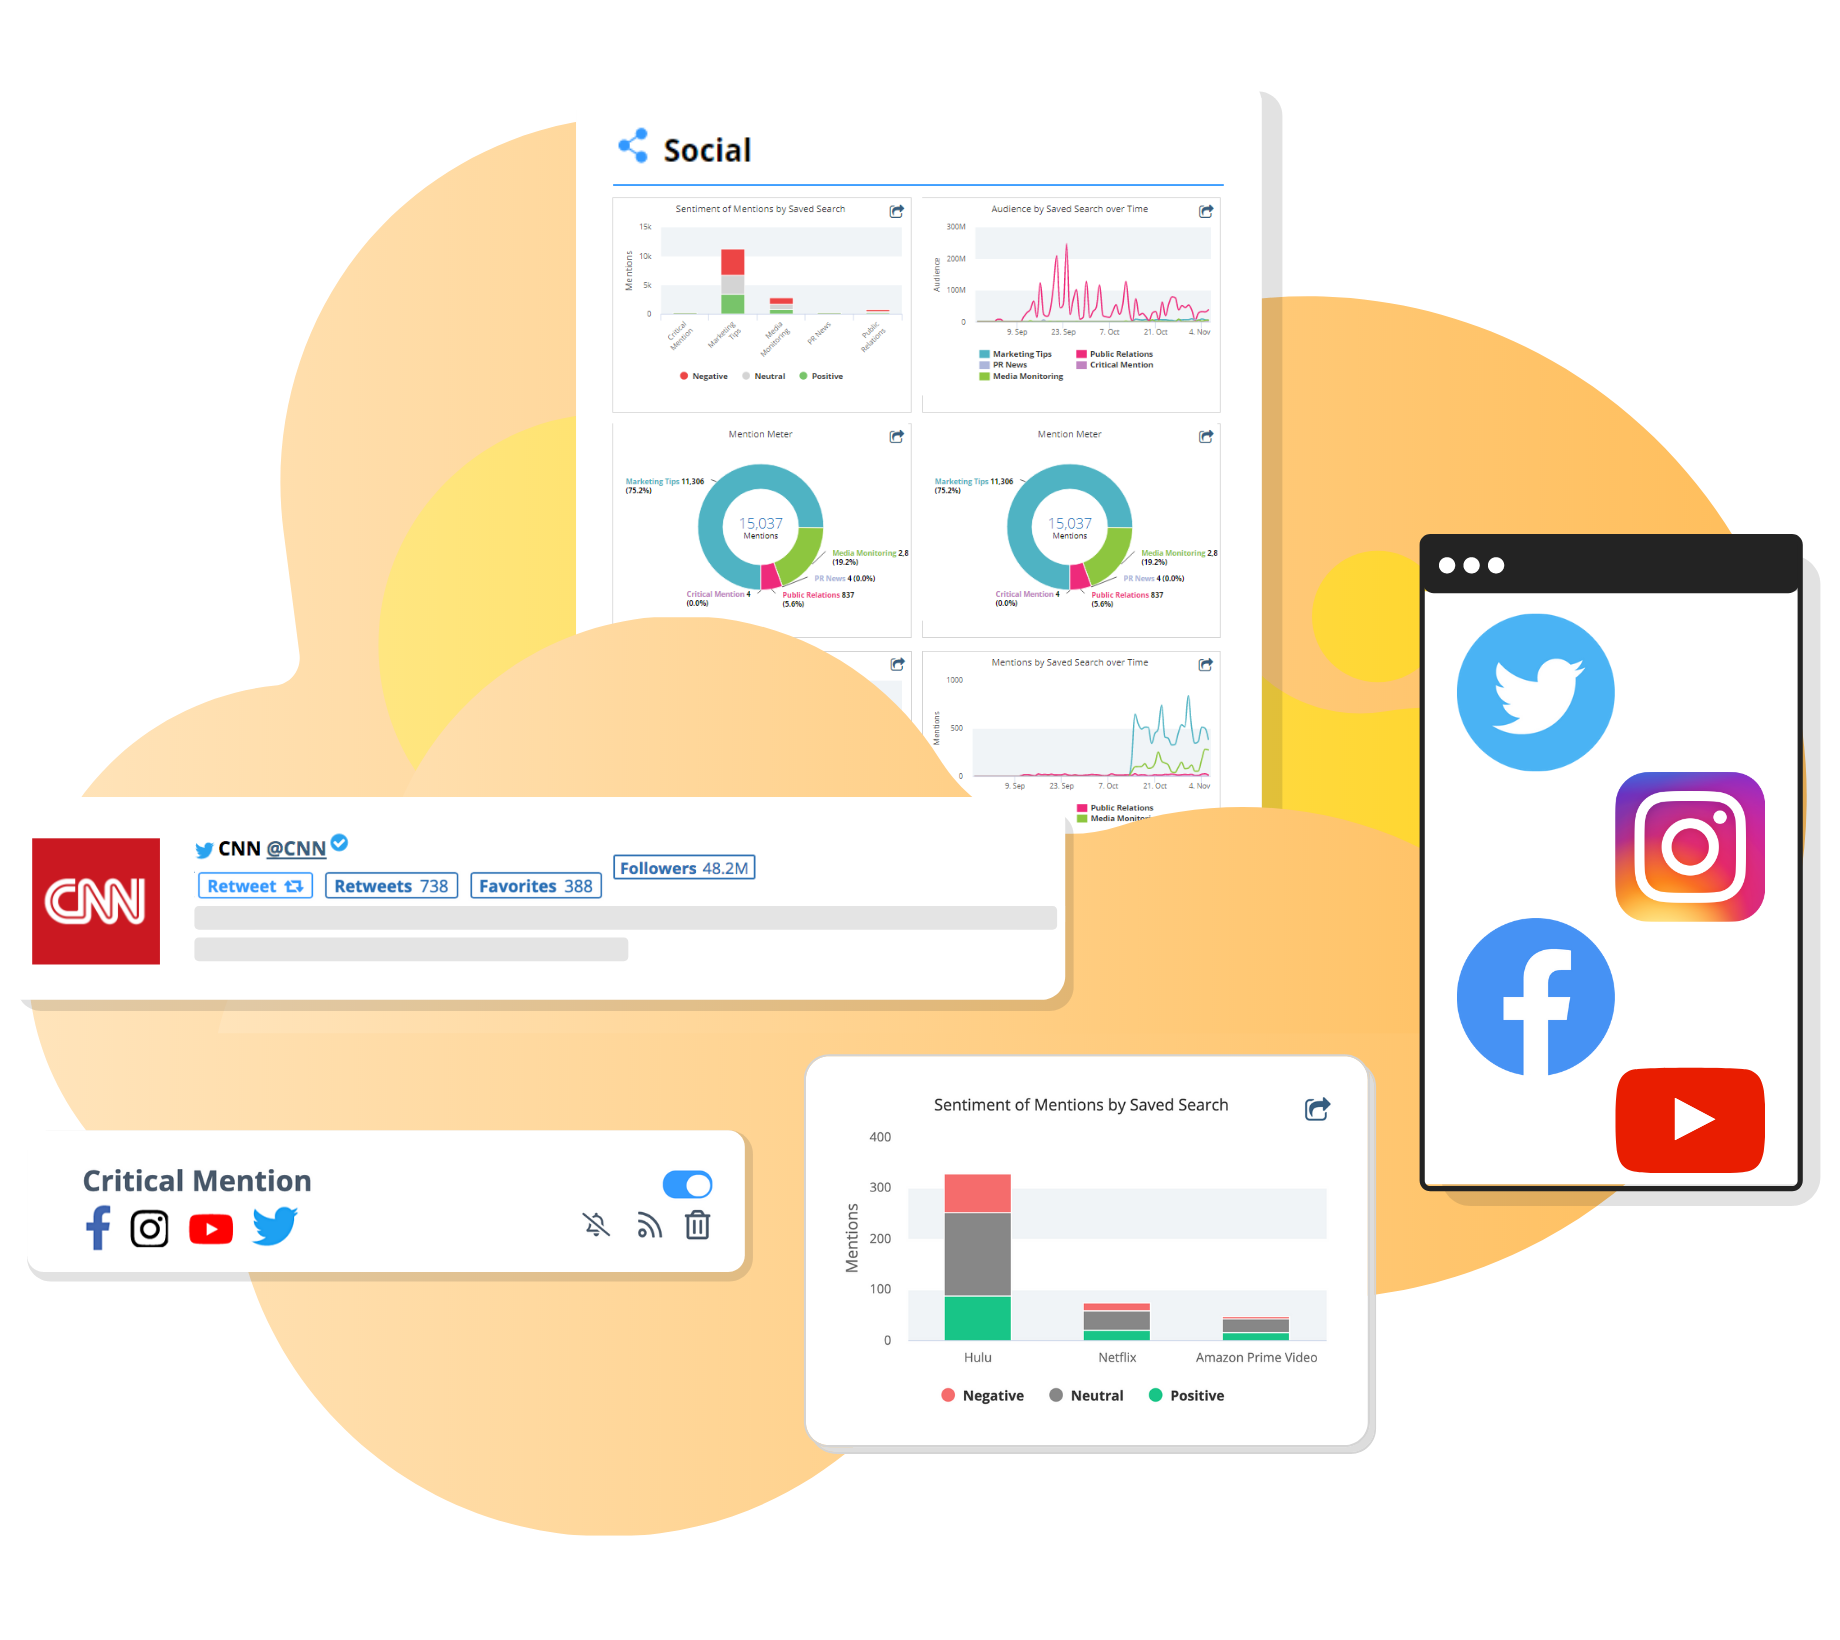 Social
Sentiment of Mentions by Saved Search
15k
10k
5k
0
Mentions
Critical
Mention
Marketing
Tips
Media
Monitoring
PR News
Public
Relations
Negative Neutral Positive
Audience by Saved Search over Time
300M
200M
100M
0
Audience
9. Sep 23. Sep 7. Oct 21. Oct 4. Nov
Marketing Tips Public Relations
PR News Critical Mention
Media Monitoring
Mention Meter
Marketing Tips 11,306
(75.2%)
15,037
Mentions
Media Monitoring 2,8
(19.2%)
PR News 4 (0.0%)
Critical Mention 4
(0.0%)
Public Relations 837
(5.6%)
Mention Meter
Marketing Tips 11,306
(75.2%)
15,037
Mentions
Media Monitoring 2,8
(19.2%)
PR News 4 (0.0%)
Critical Mention 4
(0.0%)
Public Relations 837
(5.6%)
Mentions by Saved Search over Time
1000
500
0
Mentions
9. Sep 23. Sep 7. Oct 21. Oct 4. Nov
Public Relations
Media
CNN
CNN @CNN
Retweet Retweets 738 Favorites 388 Followers 48.2M
Critical Mention
Sentiment of Mentions by Saved Search
400
300
200
100
0
Mentions
Hulu Netflix Amazon Prime Video
Negative Neutral Positive